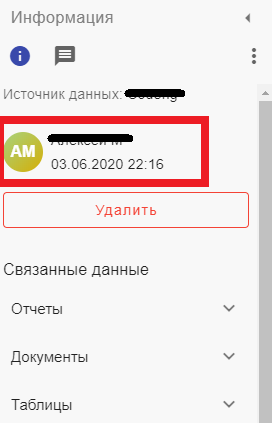 Информация
Источник данных:
АМ
03.06.2020 22:16
Удалить
Связанные данные
Отчеты
Документы
Таблицы